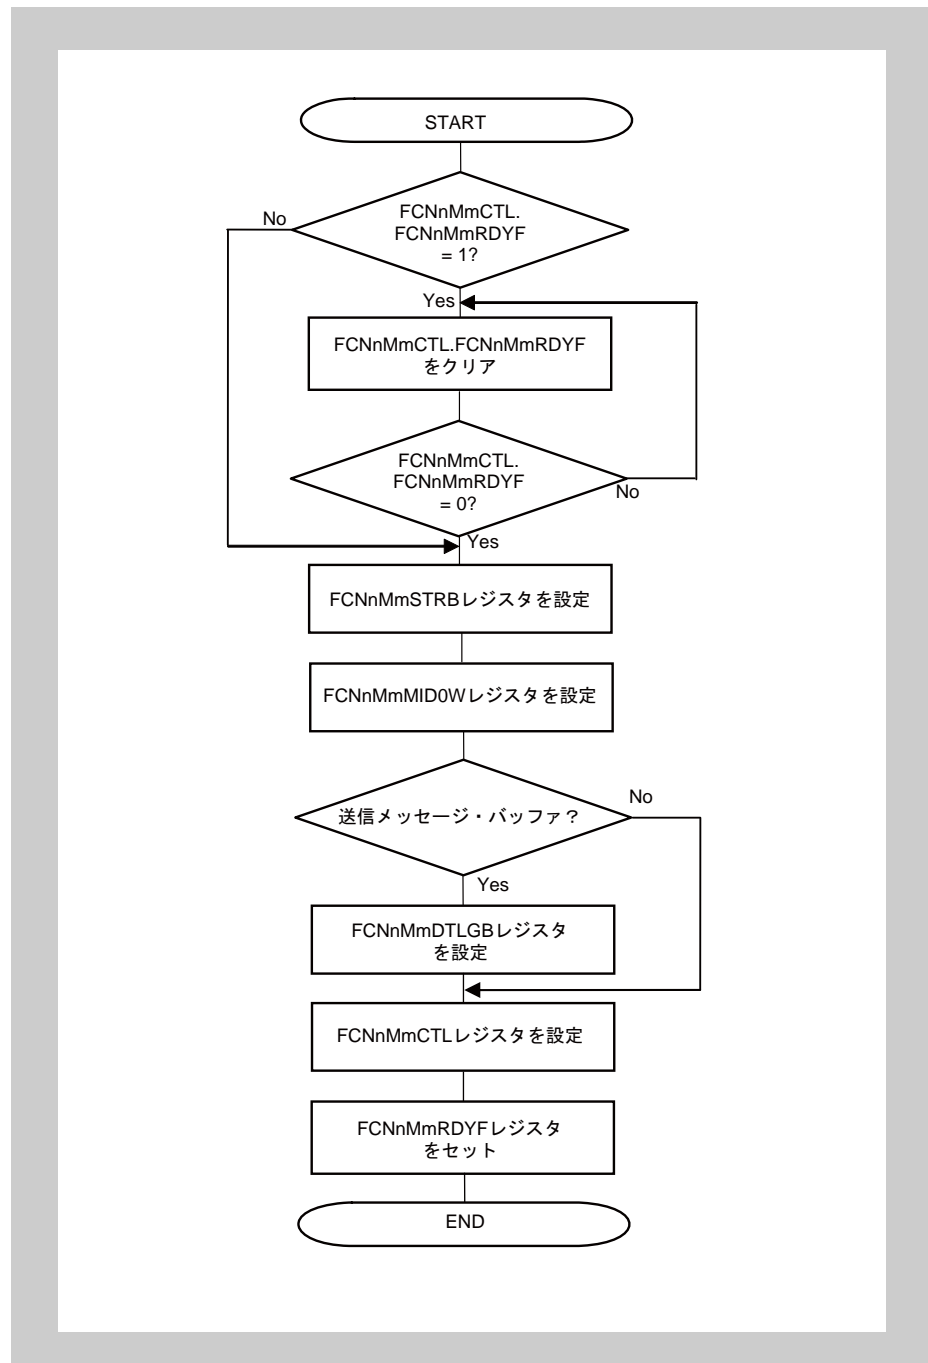 START
No
FCNnMmCTL.
FCNnMmRDYF
= 1?
Yes
FCNnMmCTL.FCNnMmRDYF
をクリア
FCNnMmCTL.
FCNnMmRDYF
= 0?
No
Yes
FCNnMmSTRBレジスタを設定
FCNnMmMID0Wレジスタを設定
送信メッセージ・バッファ？
No
Yes
FCNnMmDTLGBレジスタ
を設定
FCNnMmCTLレジスタを設定
FCNnMmRDYFレジスタ
をセット
END